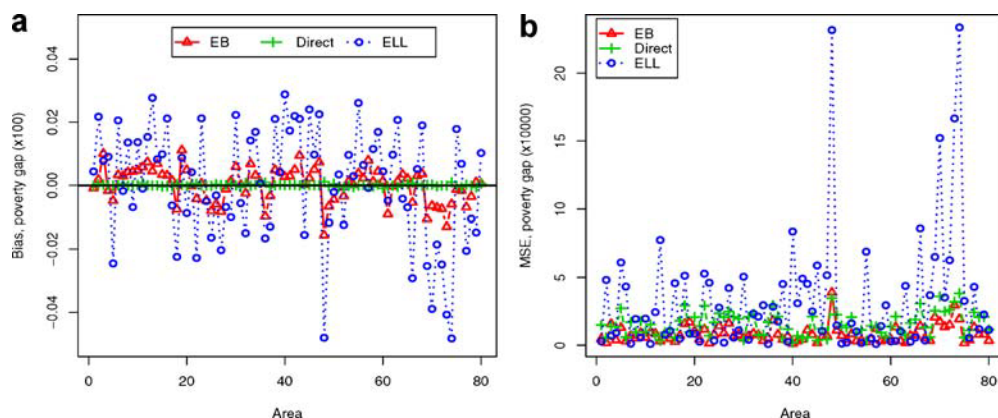 a
EB Direct ELL
Bias, poverty gap (x100)
0.04
0.02
0.00
−0.02
−0.04
0 20 40 60 80
Area
b
EB
Direct
ELL
MSE, poverty gap (x10000)
20
15
10
5
0
0 20 40 60 80
Area